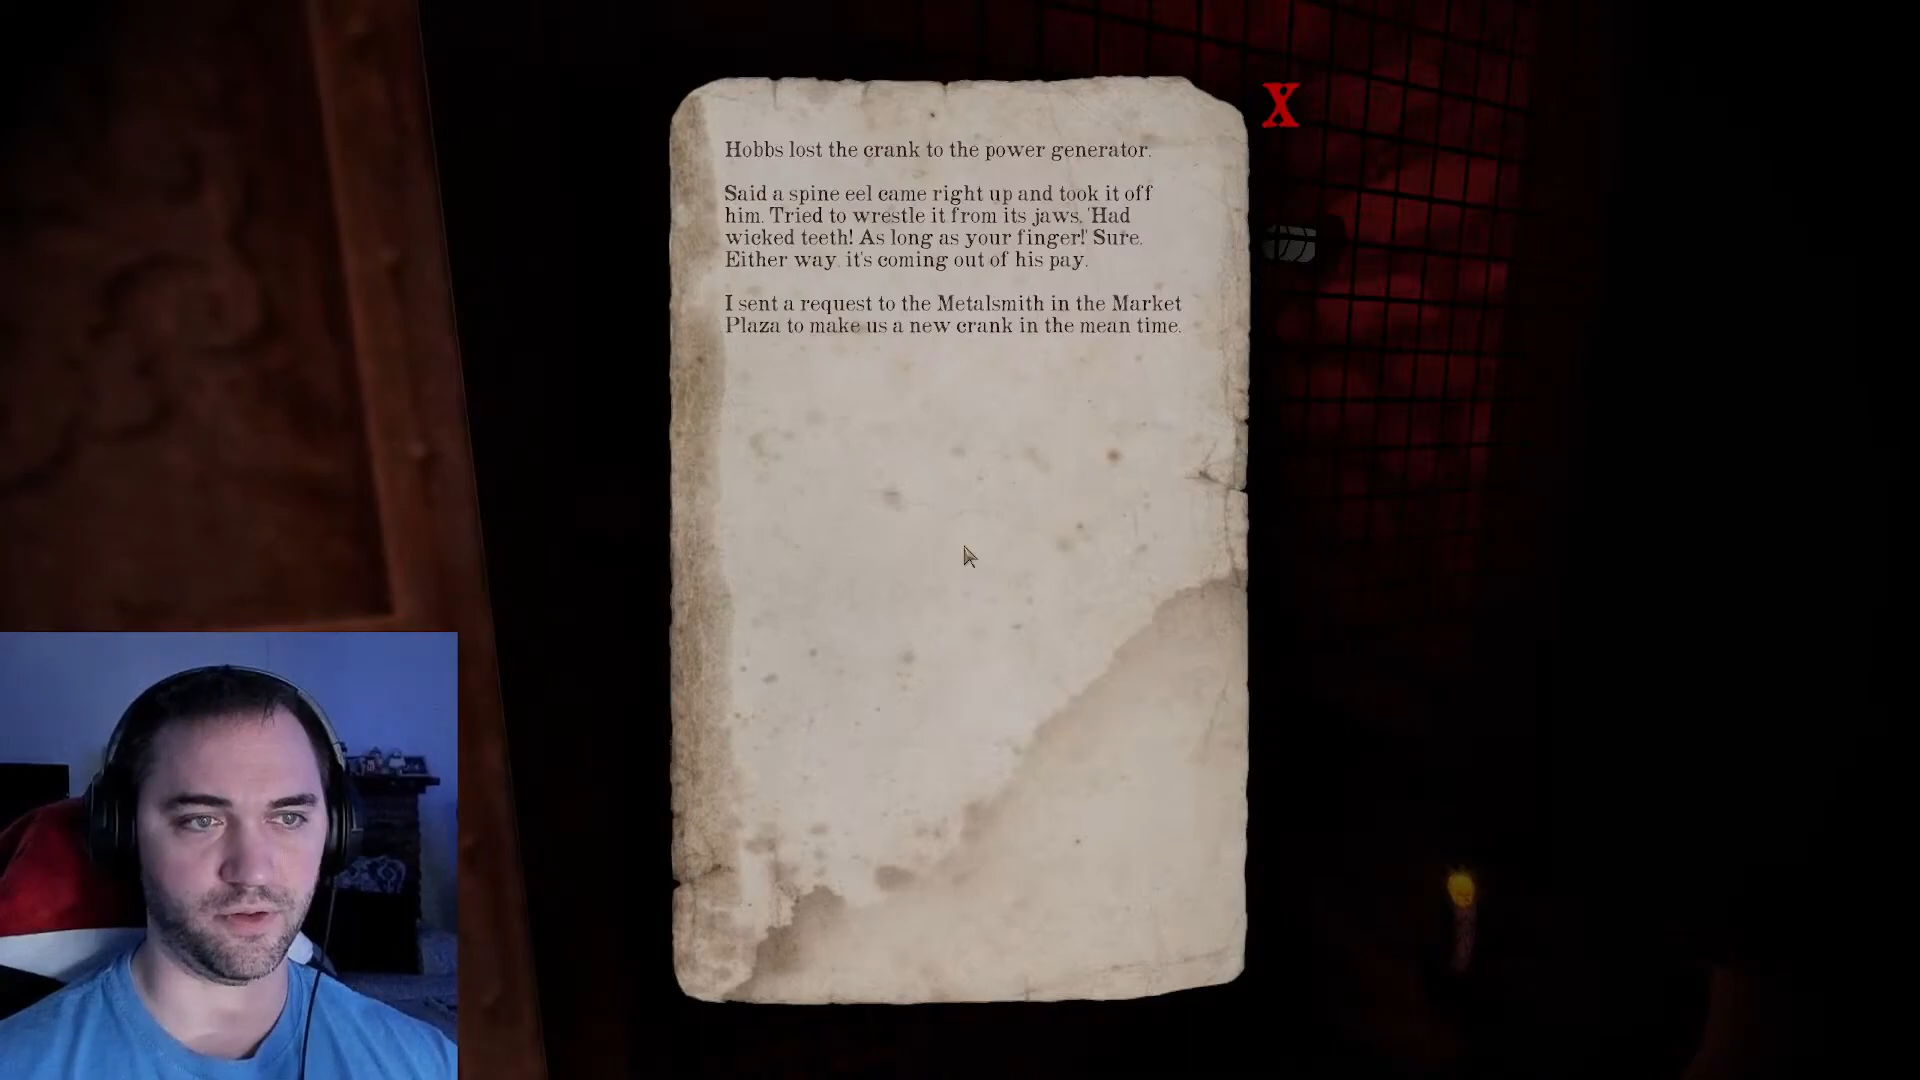 X
Hobbs lost the crank to the power generator.
Said a spine eel came right up and took it off
him. Tried to wrestle it from its jaws. 'Had
wicked teeth! As long as your finger!' Sure.
Either way, it's coming out of his pay.
I sent a request to the Metalsmith in the Market
Plaza to make us a new crank in the mean time.